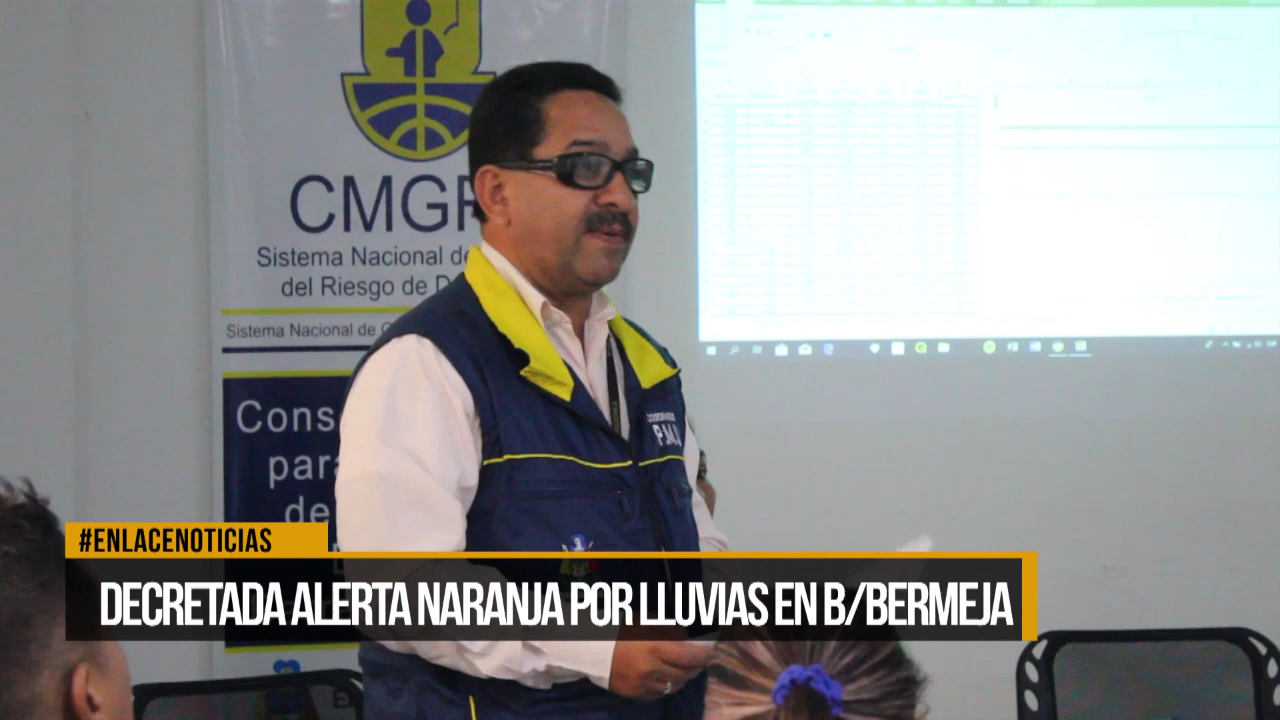 CMGR
Sistema Nacional de
del Riesgo de D
Sistema Nacional de
Cons
para
de
P.M.U
#ENLACENOTICIAS
DECRETADA ALERTA NARANJA POR LLUVIAS EN B/BERMEJA